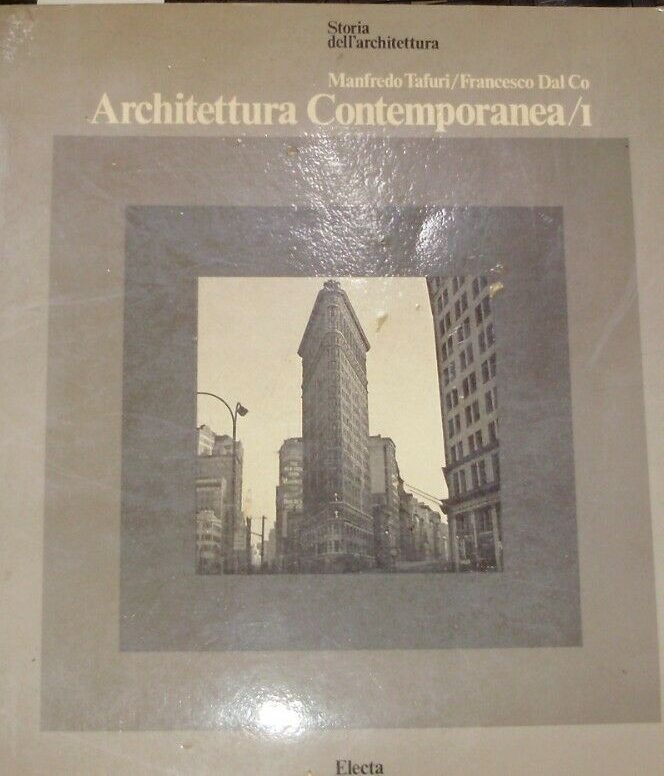 Storia
dell'architettura
Manfredo Tafuri/Francesco Dal Co
Architettura Contemporanea/1
Electa